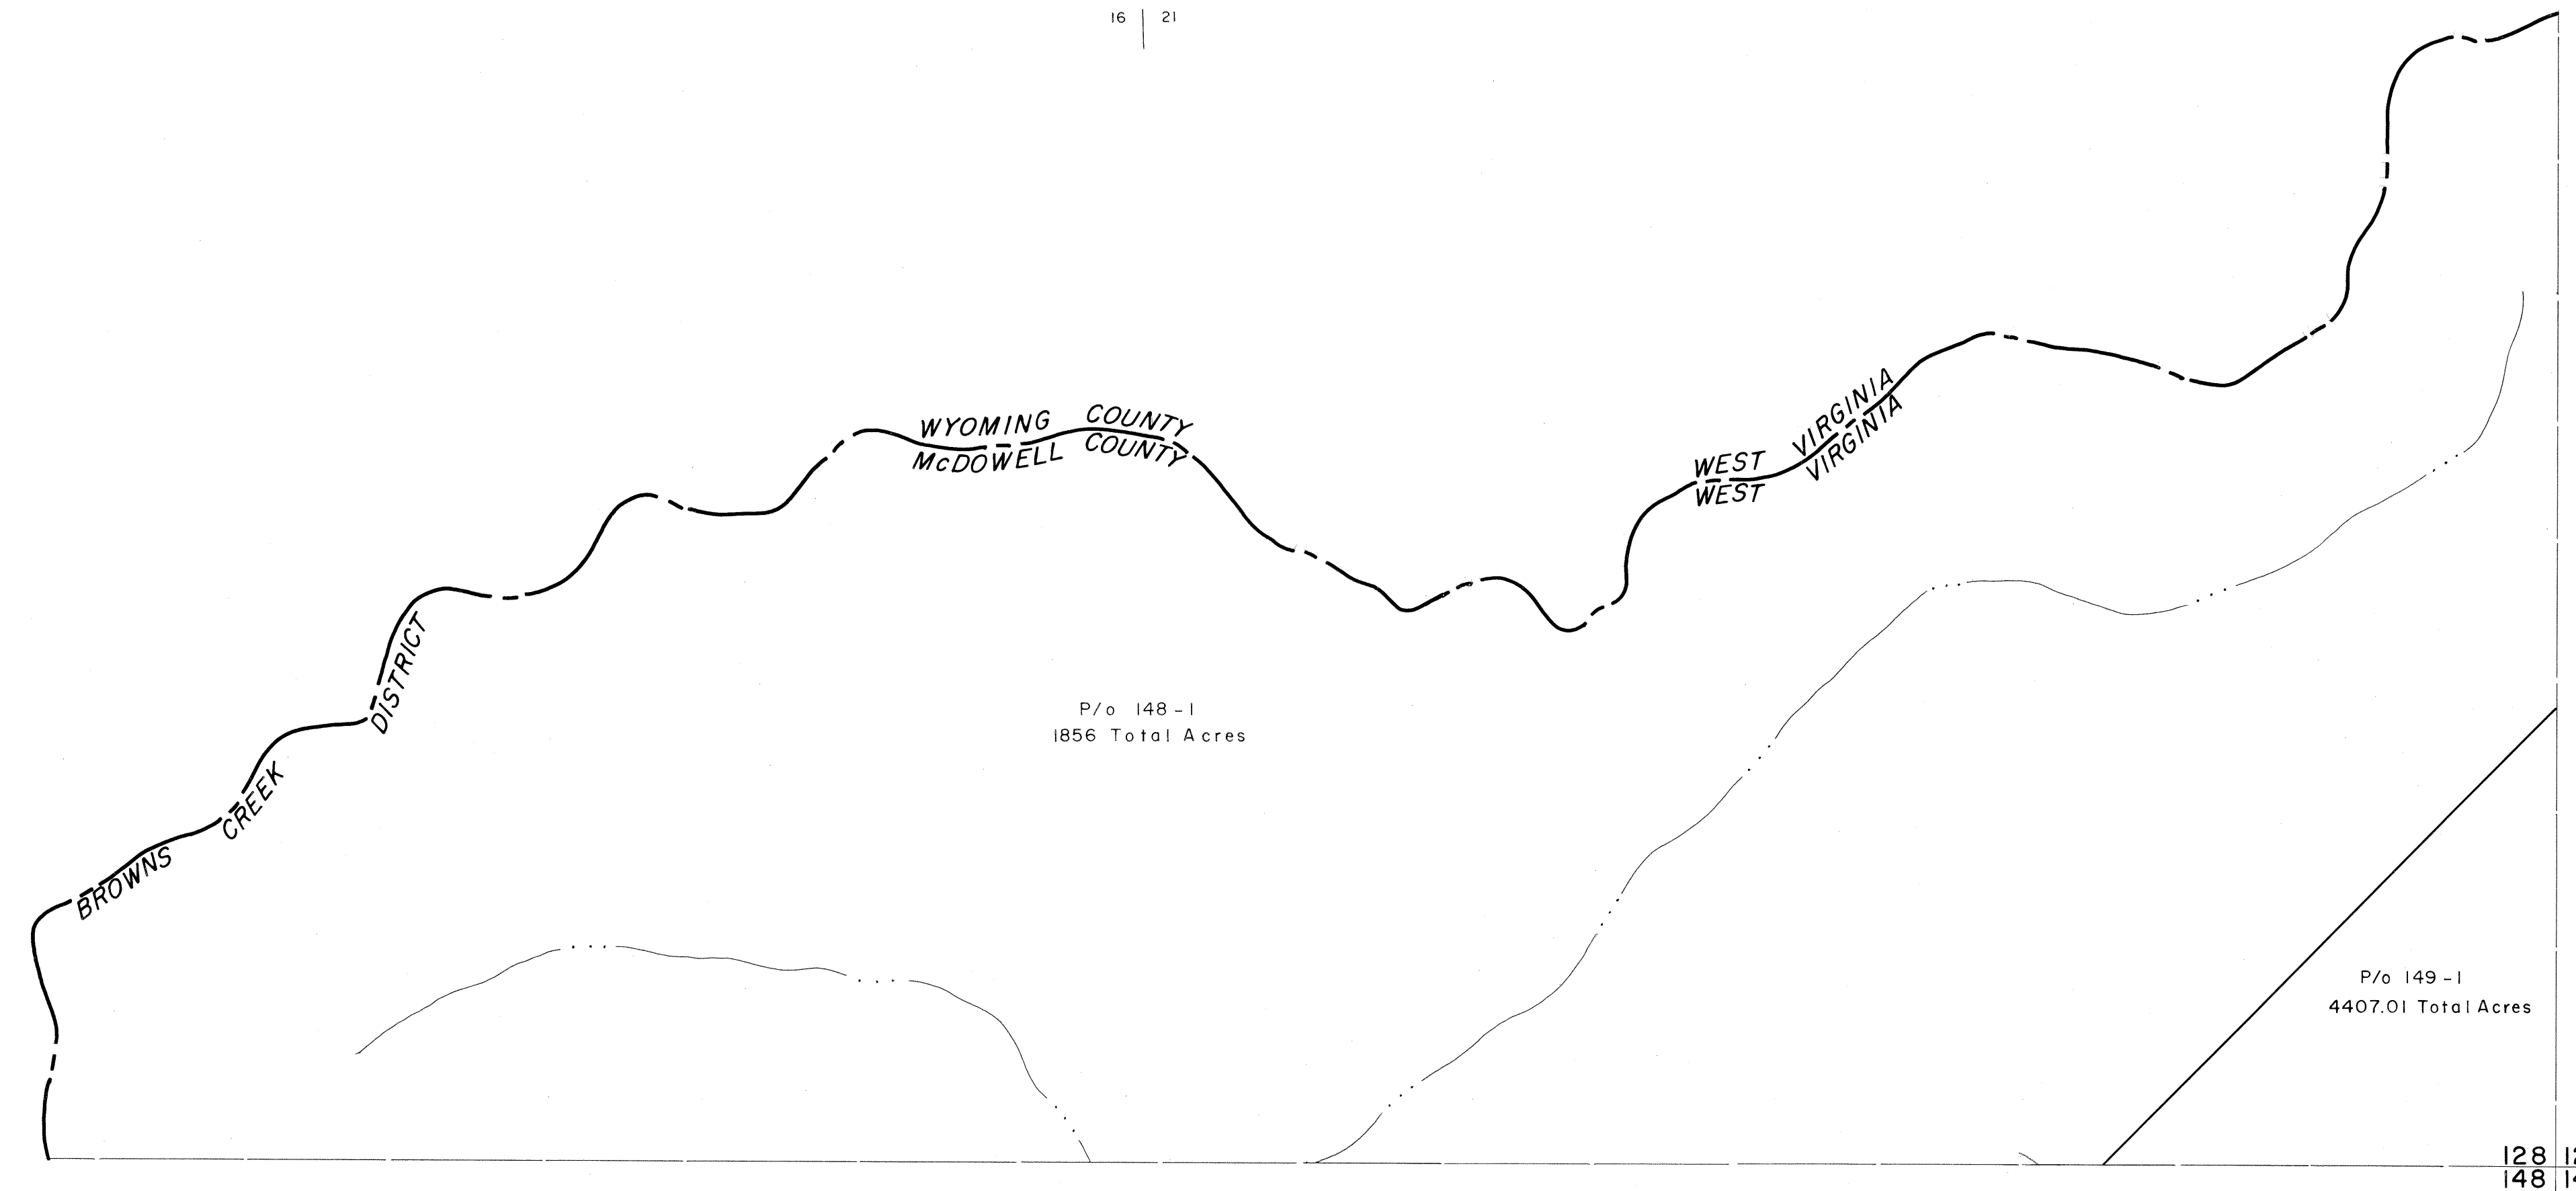 16 21
WYOMING COUNTY
McDOWELL COUNTY
WEST VIRGINIA
WEST VIRGINIA
BROWNS CREEK DISTRICT
P/o 148-1
1856 Total Acres
P/o 149-1
4407.01 Total Acres
128
148